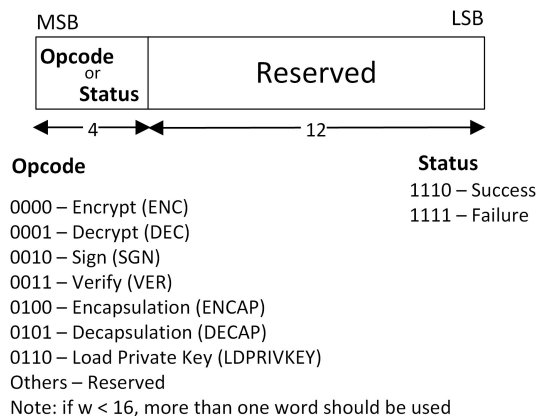 MSB
LSB
Opcode
or
Status
Reserved
4
12
Opcode
0000 – Encrypt (ENC)
0001 – Decrypt (DEC)
0010 – Sign (SGN)
0011 – Verify (VER)
0100 – Encapsulation (ENCAP)
0101 – Decapsulation (DECAP)
0110 – Load Private Key (LDPRIVKEY)
Others – Reserved
Note: if w < 16, more than one word should be used
Status
1110 – Success
1111 – Failure